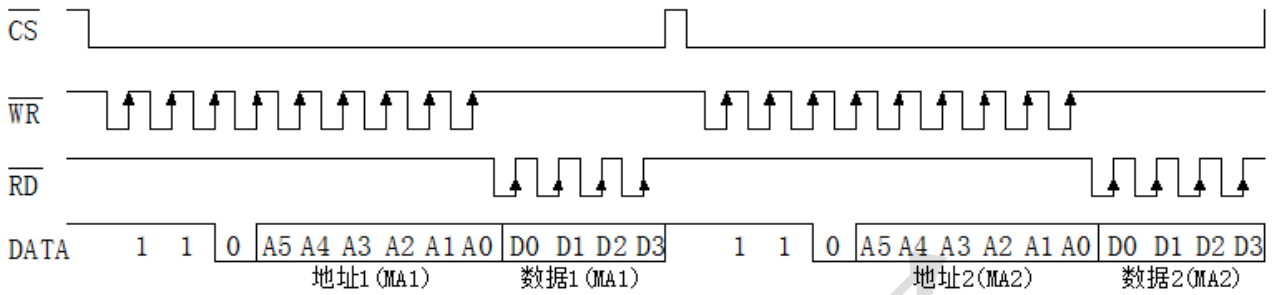 CS
WR
RD
DATA 1 1 0 A5 A4 A3 A2 A1 A0 D0 D1 D2 D3 1 1 0 A5 A4 A3 A2 A1 A0 D0 D1 D2 D3
地址1(MA1) 数据1(MA1) 地址2(MA2) 数据2(MA2)